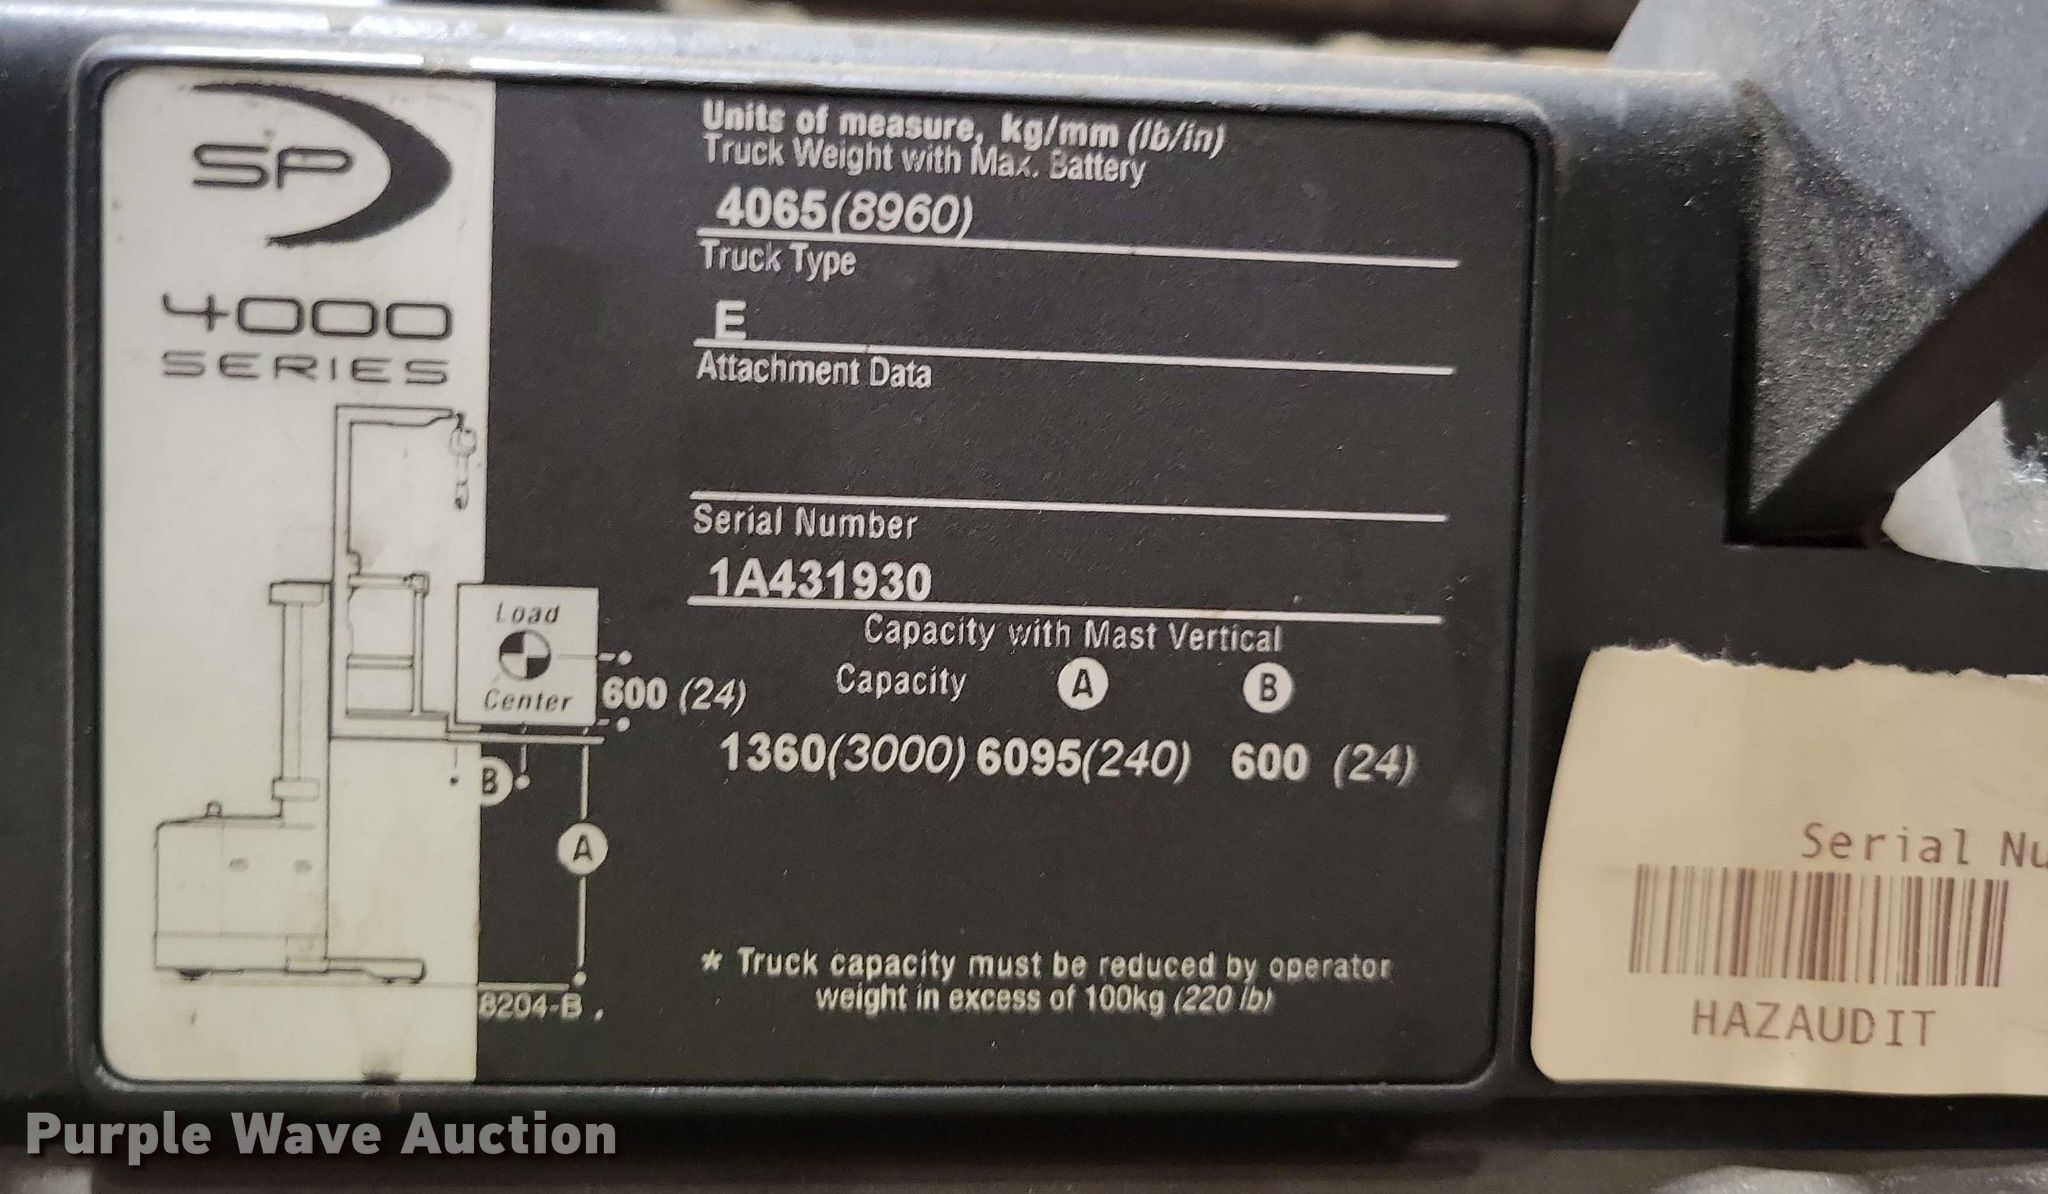 SP
4000
SERIES
Load
Center
600 (24)
B
A
8204-B
Units of measure, kg/mm (lb/in)
Truck Weight with Max. Battery
4065(8960)
Truck Type
E
Attachment Data
Serial Number
1A431930
Capacity with Mast Vertical
Capacity A B
1360(3000) 6095(240) 600 (24)
* Truck capacity must be reduced by operator
weight in excess of 100kg (220 lb)
Serial Nu
HAZAUDIT
Purple Wave Auction